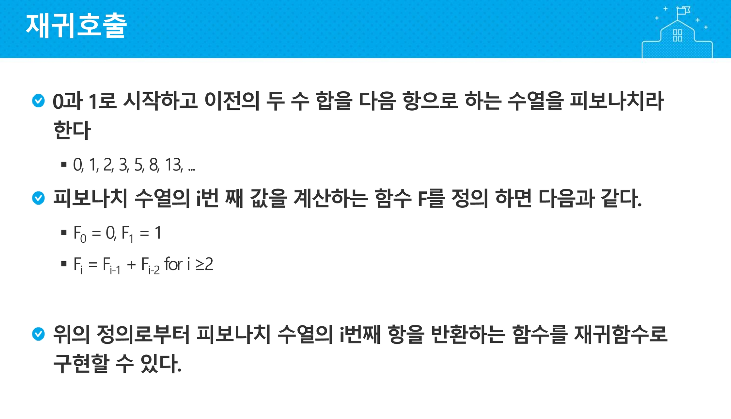 재귀호출
0과 1로 시작하고 이전의 두 수 합을 다음 항으로 하는 수열을 피보나치라
한다
▪ 0, 1, 2, 3, 5, 8, 13, ...
피보나치 수열의 i번 째 값을 계산하는 함수 F를 정의 하면 다음과 같다.
▪ F₀ = 0, F₁ = 1
▪ Fᵢ = Fᵢ₋₁ + Fᵢ₋₂ for i ≥2
위의 정의로부터 피보나치 수열의 i번째 항을 반환하는 함수를 재귀함수로
구현할 수 있다.